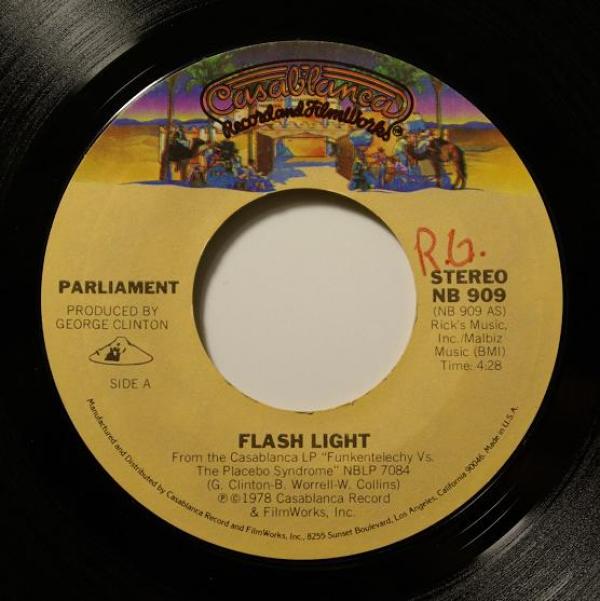 Casablanca
Record and FilmWorks
R.G.
PARLIAMENT
PRODUCED BY
GEORGE CLINTON
SIDE A
STEREO
NB 909
(NB 909 AS)
Rick's Music,
Inc./Malbiz
Music (BMI)
Time: 4:28
FLASH LIGHT
From the Casablanca LP "Funkentelechy Vs.
The Placebo Syndrome" NBLP 7084
(G. Clinton-B. Worrell-W. Collins)
℗©1978 Casablanca Record
& FilmWorks, Inc.
Manufactured and Distributed by Casablanca Record and FilmWorks, Inc., 8255 Sunset Boulevard, Los Angeles, California 90046. Made in U.S.A.